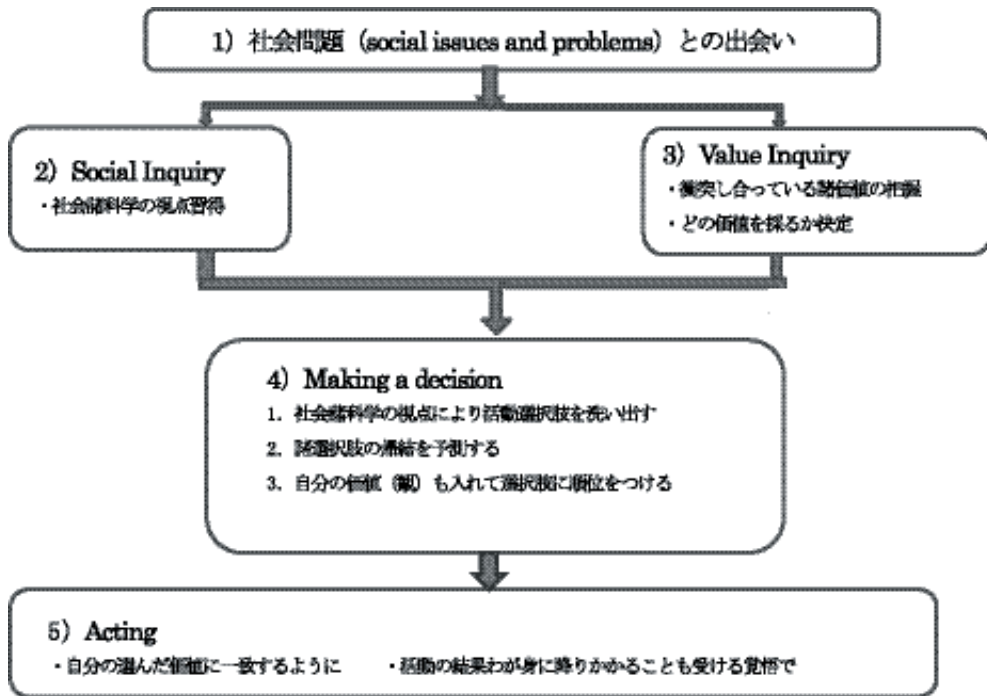 1）社会問題（social issues and problems）との出会い
2）Social Inquiry
・社会諸科学の視点習得
3）Value Inquiry
・衝突し合っている諸価値の把握
・どの価値を採るか決定
4）Making a decision
1．社会諸科学の視点により活動選択肢を洗い出す
2．諸選択肢の帰結を予測する
3．自分の価値（観）も入れて選択肢に順位をつける
5）Acting
・自分の選んだ価値に一致するように　・活動の結果わが身に降りかかることも受ける覚悟で